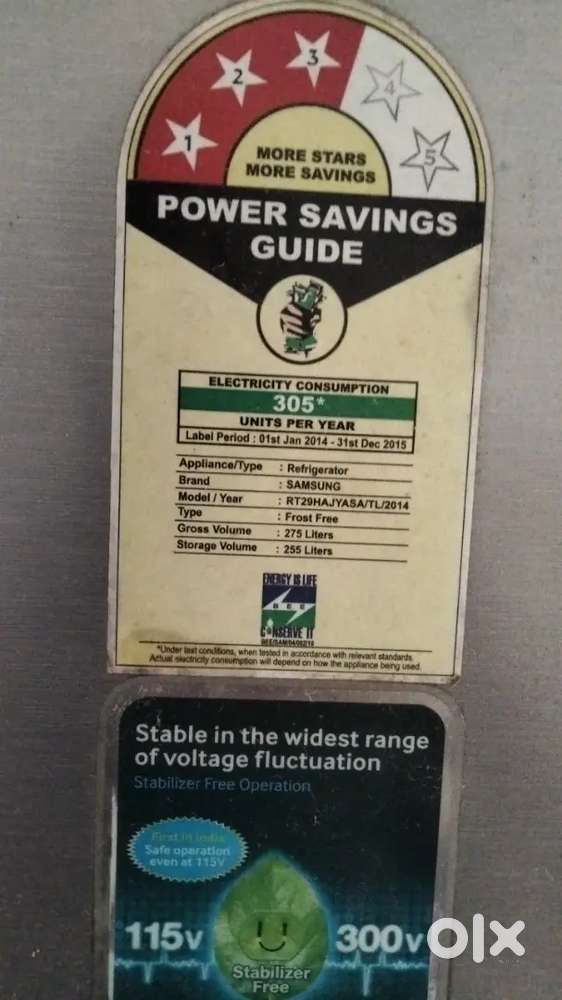 1 2 3 4 5
MORE STARS
MORE SAVINGS
POWER SAVINGS
GUIDE
ELECTRICITY CONSUMPTION
305*
UNITS PER YEAR
Label Period : 01st Jan 2014 - 31st Dec 2015
Appliance/Type : Refrigerator
Brand : SAMSUNG
Model / Year : RT29HAJYASA/TL/2014
Type : Frost Free
Gross Volume : 275 Liters
Storage Volume : 255 Liters
ENERGY IS LIFE
BEE
CONSERVE IT
*Under test conditions, when tested in accordance with relevant standards.
Actual electricity consumption will depend on how the appliance being used.
Stable in the widest range
of voltage fluctuation
Stabilizer Free Operation
First in India
Safe operation
even at 115V
115v 300v
Stabilizer
Free
olx